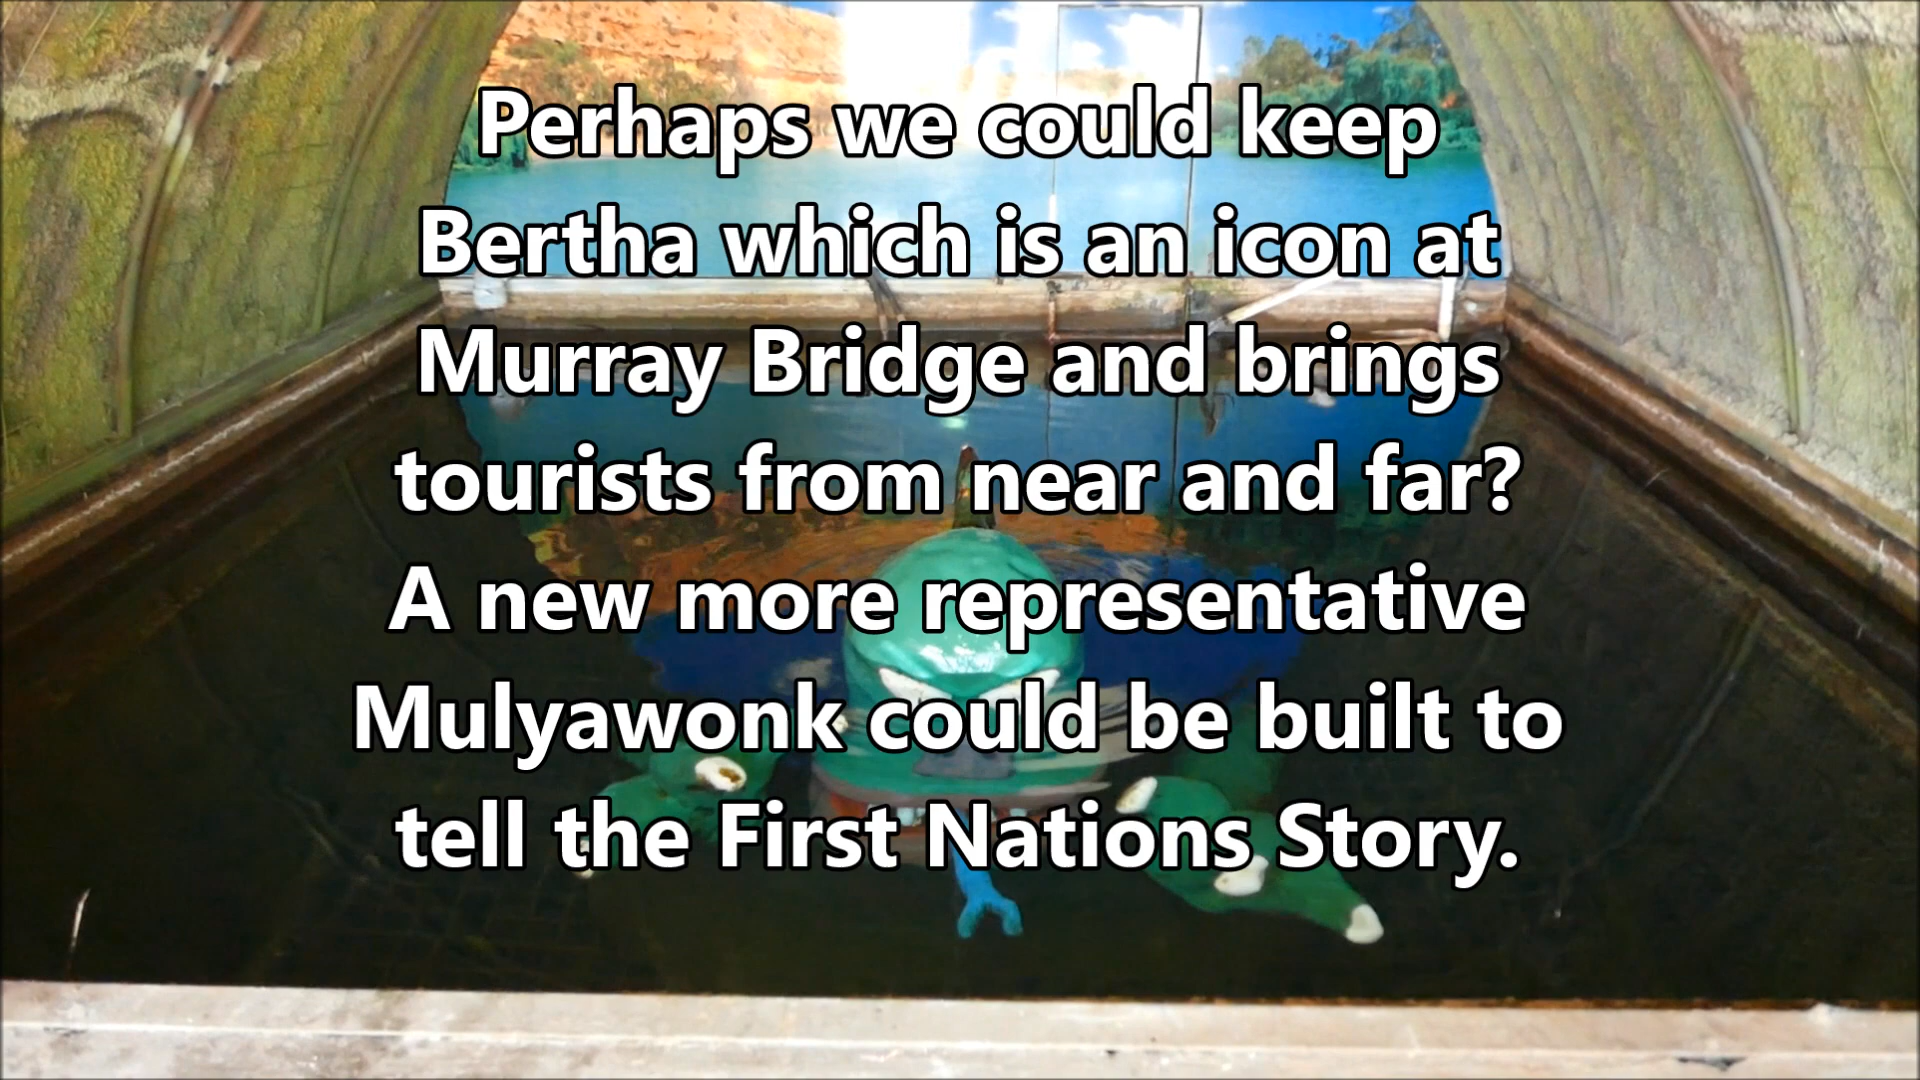 Perhaps we could keep
Bertha which is an icon at
Murray Bridge and brings
tourists from near and far?
A new more representative
Mulyawonk could be built to
tell the First Nations Story.